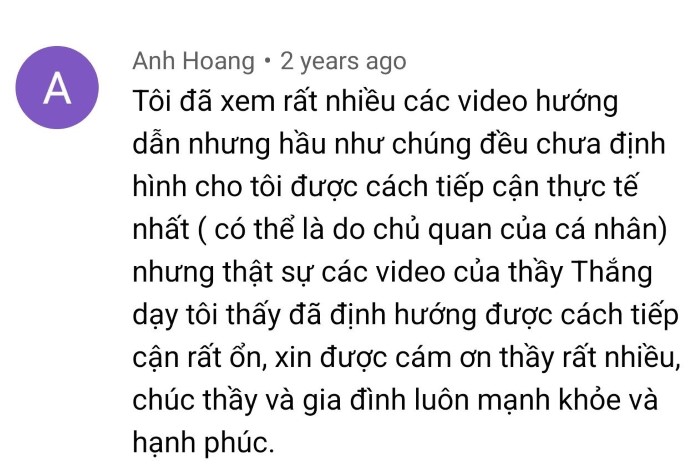 A
Anh Hoang • 2 years ago
Tôi đã xem rất nhiều các video hướng
dẫn nhưng hầu như chúng đều chưa định
hình cho tôi được cách tiếp cận thực tế
nhất ( có thể là do chủ quan của cá nhân)
nhưng thật sự các video của thầy Thắng
dạy tôi thấy đã định hướng được cách tiếp
cận rất ổn, xin được cám ơn thầy rất nhiều,
chúc thầy và gia đình luôn mạnh khỏe và
hạnh phúc.